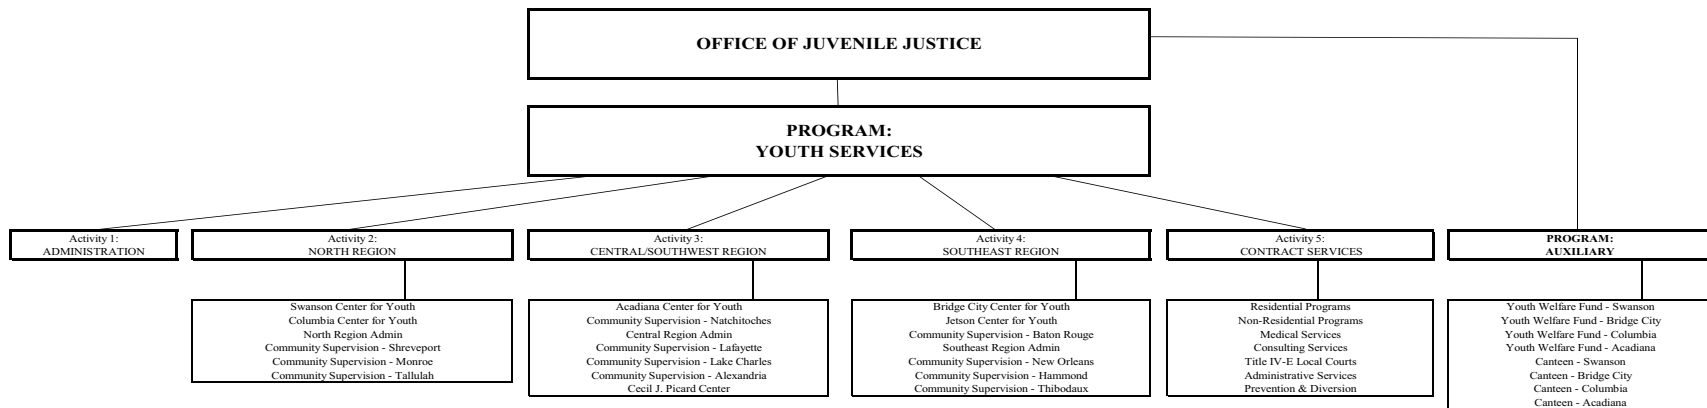 OFFICE OF JUVENILE JUSTICE
PROGRAM:
YOUTH SERVICES
Activity 1:
ADMINISTRATION
Activity 2:
NORTH REGION
Activity 3:
CENTRAL/SOUTHWEST REGION
Activity 4:
SOUTHEAST REGION
Activity 5:
CONTRACT SERVICES
PROGRAM:
AUXILIARY
Swanson Center for Youth
Columbia Center for Youth
North Region Admin
Community Supervision - Shreveport
Community Supervision - Monroe
Community Supervision - Tallulah
Acadiana Center for Youth
Community Supervision - Natchitoches
Central Region Admin
Community Supervision - Lafayette
Community Supervision - Lake Charles
Community Supervision - Alexandria
Cecil J. Picard Center
Bridge City Center for Youth
Jetson Center for Youth
Community Supervision - Baton Rouge
Southeast Region Admin
Community Supervision - New Orleans
Community Supervision - Hammond
Community Supervision - Thibodaux
Residential Programs
Non-Residential Programs
Medical Services
Consulting Services
Title IV-E Local Courts
Administrative Services
Prevention & Diversion
Youth Welfare Fund - Swanson
Youth Welfare Fund - Bridge City
Youth Welfare Fund - Columbia
Youth Welfare Fund - Acadiana
Canteen - Swanson
Canteen - Bridge City
Canteen - Columbia
Canteen - Acadiana